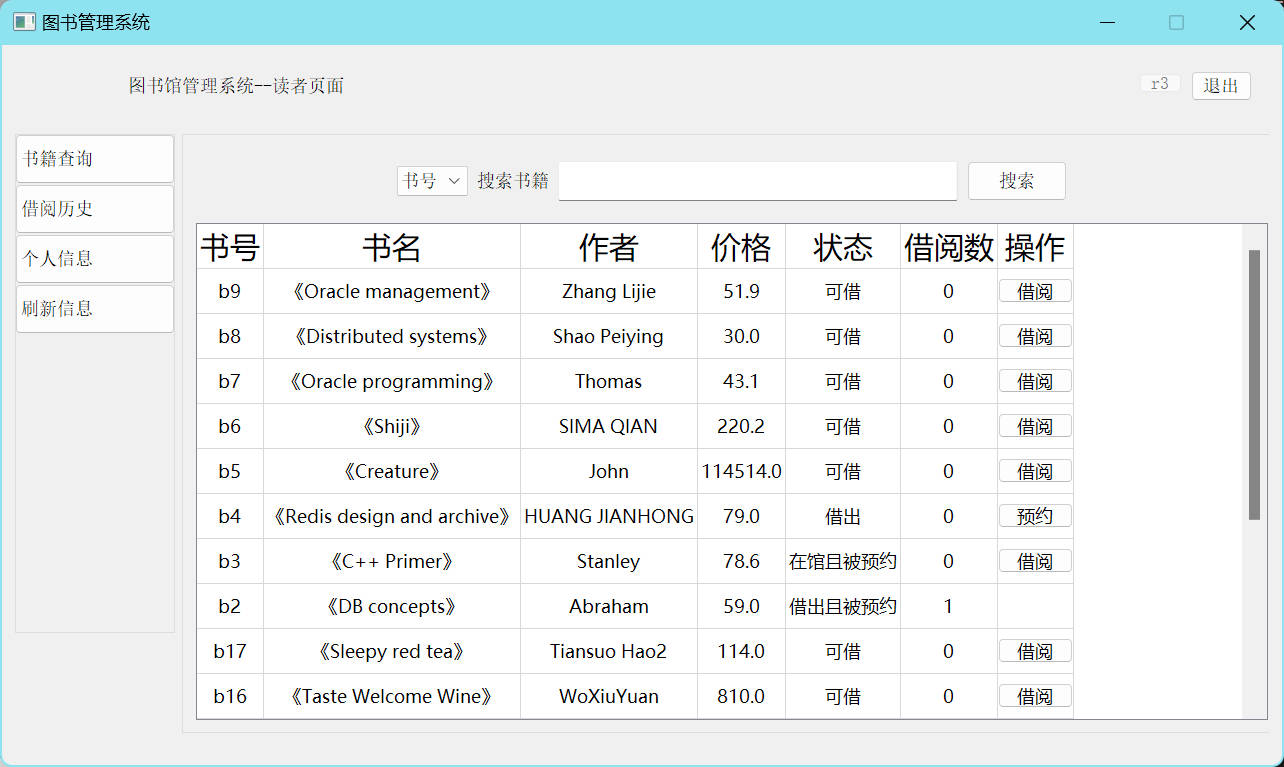 图书管理系统
图书馆管理系统--读者页面 r3 退出
书籍查询
借阅历史
个人信息
刷新信息
书号 搜索书籍 搜索
书号 书名 作者 价格 状态 借阅数 操作
b9 《Oracle management》 Zhang Lijie 51.9 可借 0 借阅
b8 《Distributed systems》 Shao Peiying 30.0 可借 0 借阅
b7 《Oracle programming》 Thomas 43.1 可借 0 借阅
b6 《Shiji》 SIMA QIAN 220.2 可借 0 借阅
b5 《Creature》 John 114514.0 可借 0 借阅
b4 《Redis design and archive》 HUANG JIANHONG 79.0 借出 0 预约
b3 《C++ Primer》 Stanley 78.6 在馆且被预约 0 借阅
b2 《DB concepts》 Abraham 59.0 借出且被预约 1
b17 《Sleepy red tea》 Tiansuo Hao2 114.0 可借 0 借阅
b16 《Taste Welcome Wine》 WoXiuYuan 810.0 可借 0 借阅